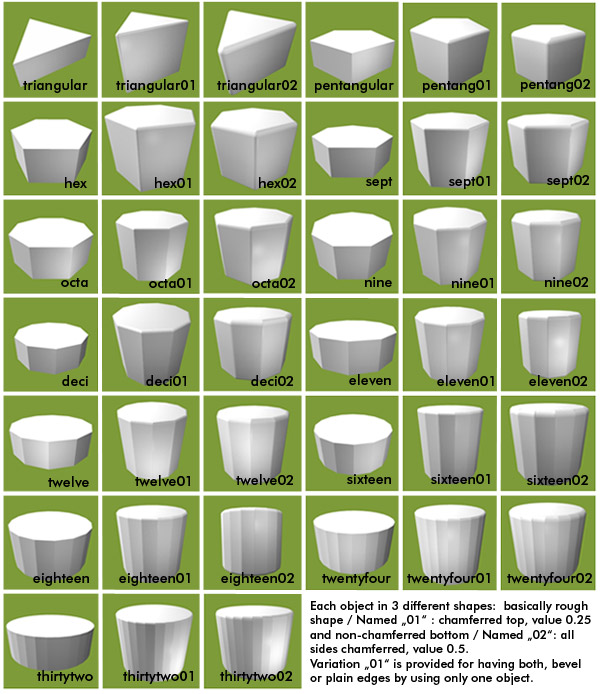 triangular
triangular01
triangular02
pentangular
pentang01
pentang02
hex
hex01
hex02
sept
sept01
sept02
octa
octa01
octa02
nine
nine01
nine02
deci
deci01
deci02
eleven
eleven01
eleven02
twelve
twelve01
twelve02
sixteen
sixteen01
sixteen02
eighteen
eighteen01
eighteen02
twentyfour
twentyfour01
twentyfour02
thirtytwo
thirtytwo01
thirtytwo02
Each object in 3 different shapes:  basically rough
shape / Named „01“ : chamferred top, value 0.25
and non-chamferred bottom / Named „02“: all
sides chamferred, value 0.5.
Variation „01“ is provided for having both, bevel
or plain edges by using only one object.